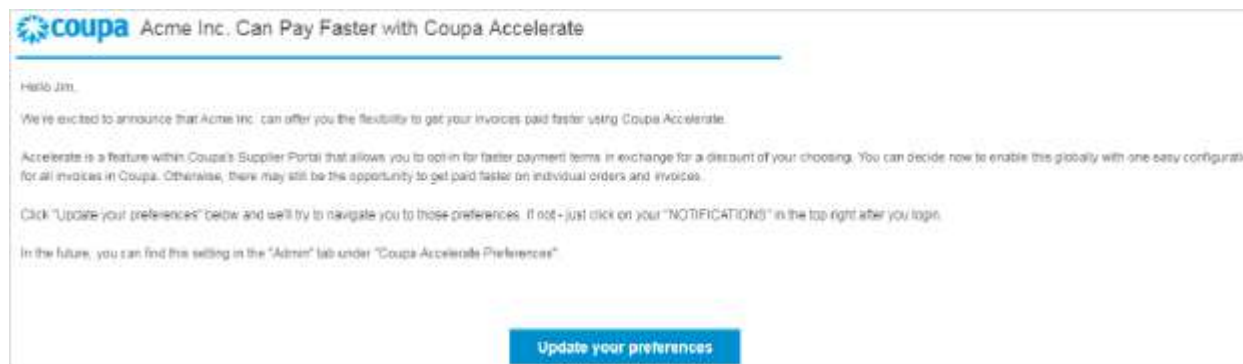 coupa Acme Inc. Can Pay Faster with Coupa Accelerate
Hello Jim,
We're excited to announce that Acme Inc. can offer you the flexibility to get your invoices paid faster using Coupa Accelerate.
Accelerate is a feature within Coupa's Supplier Portal that allows you to opt-in for faster payment terms in exchange for a discount of your choosing. You can decide now to enable this globally with one easy configurati
for all invoices in Coupa. Otherwise, there may still be the opportunity to get paid faster on individual orders and invoices.
Click "Update your preferences" below and we'll try to navigate you to those preferences. If not - just click on your "NOTIFICATIONS" in the top right after you login.
In the future, you can find this setting in the "Admin" tab under "Coupa Accelerate Preferences".
Update your preferences